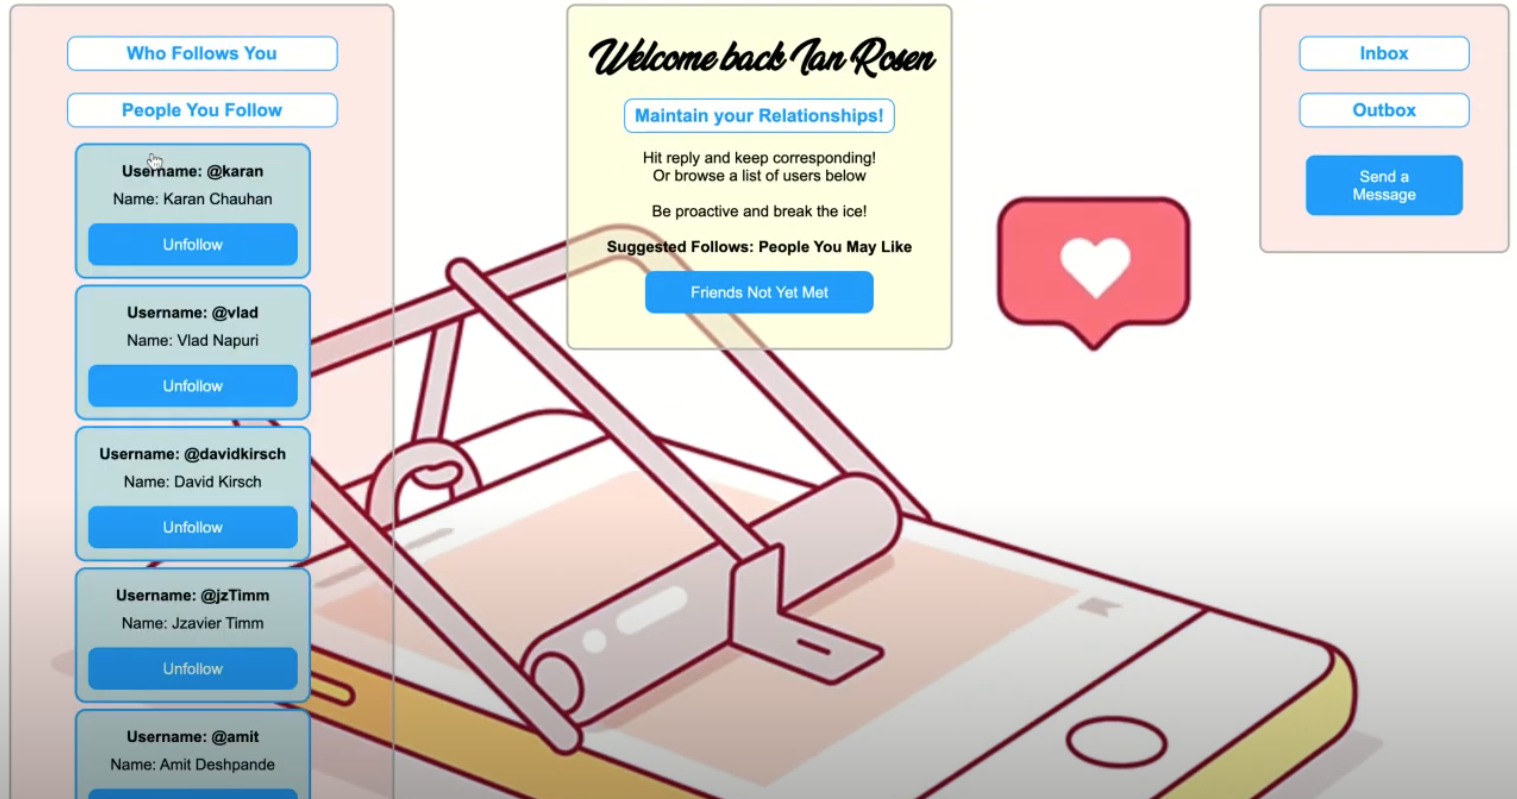 Who Follows You
People You Follow
Username: @karan
Name: Karan Chauhan
Unfollow
Username: @vlad
Name: Vlad Napuri
Unfollow
Username: @davidkirsch
Name: David Kirsch
Unfollow
Username: @jzTimm
Name: Jzavier Timm
Unfollow
Username: @amit
Name: Amit Deshpande
Welcome back Ian Rosen
Maintain your Relationships!
Hit reply and keep corresponding!
Or browse a list of users below
Be proactive and break the ice!
Suggested Follows: People You May Like
Friends Not Yet Met
Inbox
Outbox
Send a
Message